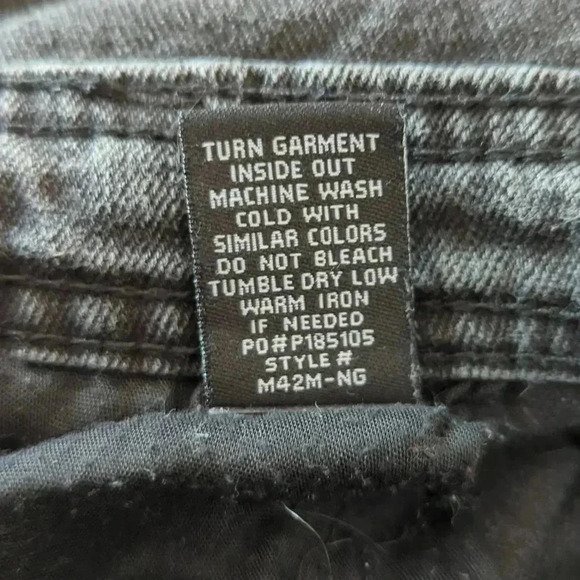 TURN GARMENT
INSIDE OUT
MACHINE WASH
COLD WITH
SIMILAR COLORS
DO NOT BLEACH
TUMBLE DRY LOW
WARM IRON
IF NEEDED
PO#P185105
STYLE #
M42M-NG